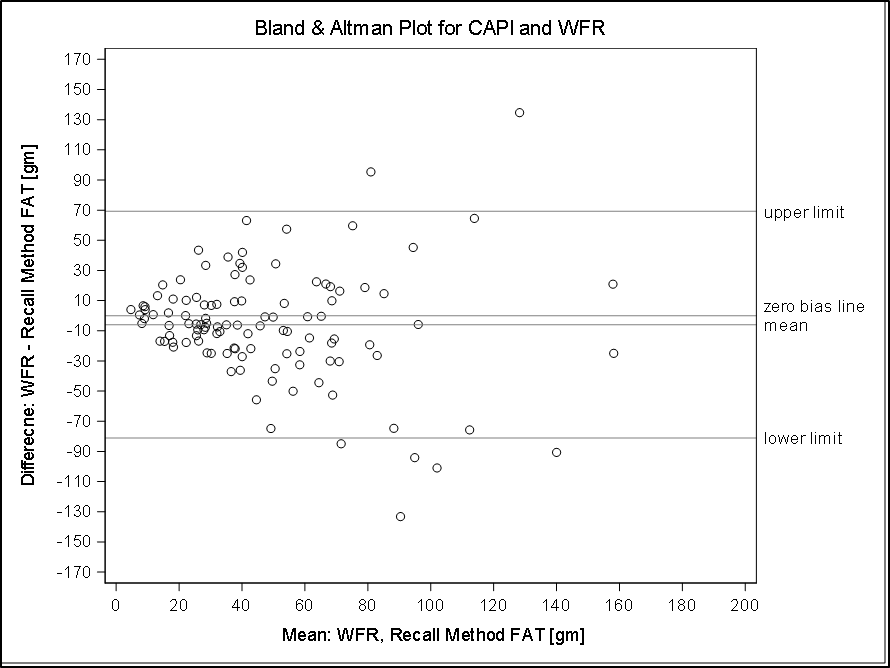 Bland & Altman Plot for CAPI and WFR
Differecne: WFR - Recall Method FAT [gm]
170
150
130
110
90
70
50
30
10
-10
-30
-50
-70
-90
-110
-130
-150
-170
upper limit
zero bias line
mean
lower limit
0 20 40 60 80 100 120 140 160 180 200
Mean: WFR, Recall Method FAT [gm]